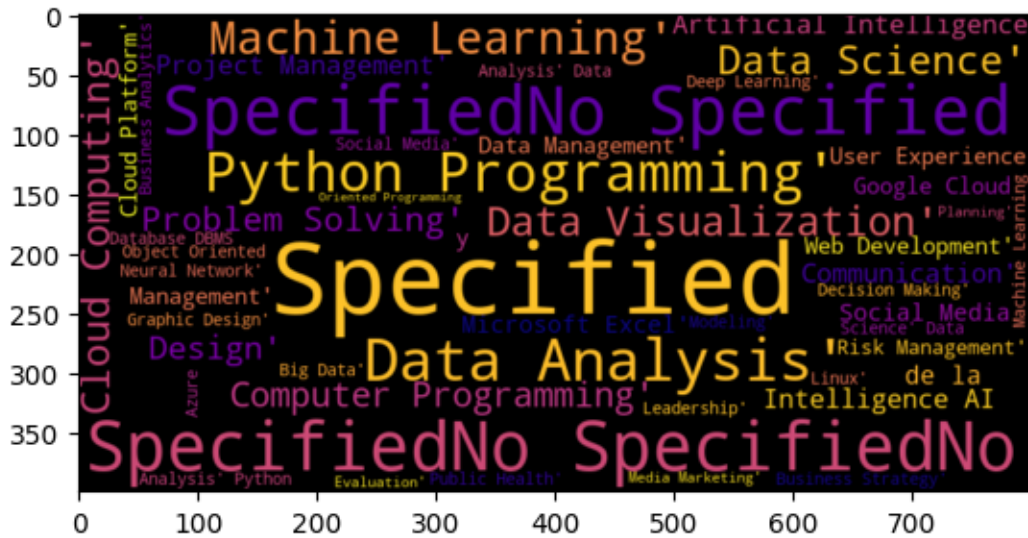 0
50
100
150
200
250
300
350
0 100 200 300 400 500 600 700
Cloud Computing'
Cloud Platform'
Business Analytics'
Machine Learning'
Artificial Intelligence
Project Management'
Analysis' Data
Data Science'
Deep Learning'
SpecifiedNo Specified
Social Media'
Data Management'
User Experience
Python Programming'
Google Cloud
Oriented Programming
Problem Solving'
y
Data Visualization'
Planning'
Machine Learning
Database DBMS
Object Oriented
Neural Network'
Specified
Web Development'
Communication'
Decision Making'
Management'
Graphic Design'
Social Media
Science' Data
Microsoft Excel'
Modeling
Design'
Big Data'
Data Analysis
'Risk Management'
Azure
Linux'
de la
Computer Programming'
Leadership'
Intelligence AI
SpecifiedNo SpecifiedNo
Analysis' Python
Evaluation'
Public Health'
Media Marketing'
Business Strategy'